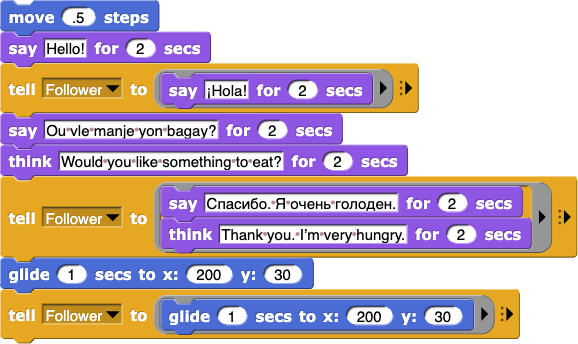 move .5 steps
say Hello! for 2 secs
tell Follower to say ¡Hola! for 2 secs
say Ou vle manje yon bagay? for 2 secs
think Would you like something to eat? for 2 secs
say Спасибо. Я очень голоден. for 2 secs
tell Follower to
think Thank you. I'm very hungry. for 2 secs
glide 1 secs to x: 200 y: 30
tell Follower to glide 1 secs to x: 200 y: 30